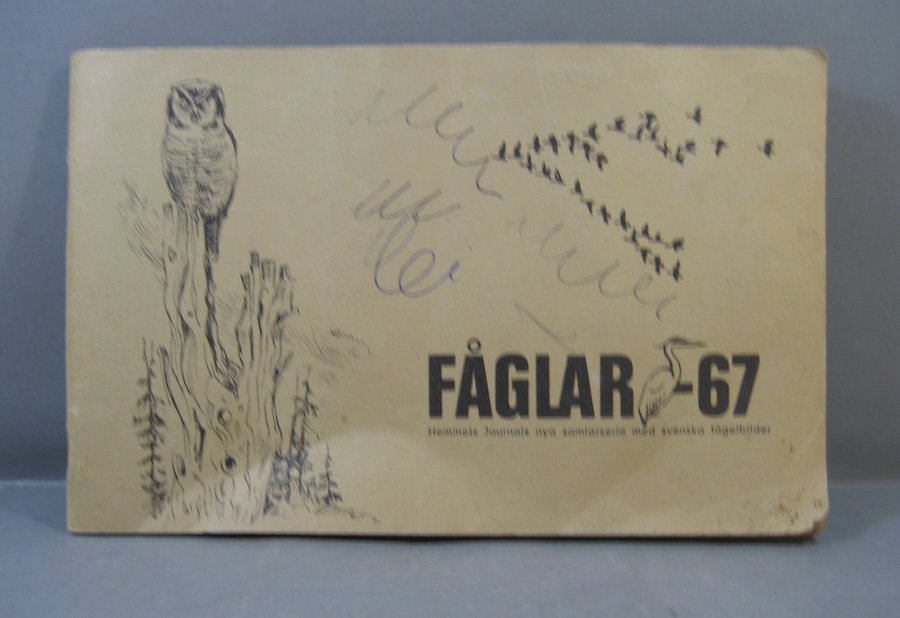 FÅGLAR-67
Hemmets Journals nya samlarserie med svenska fågelbilder